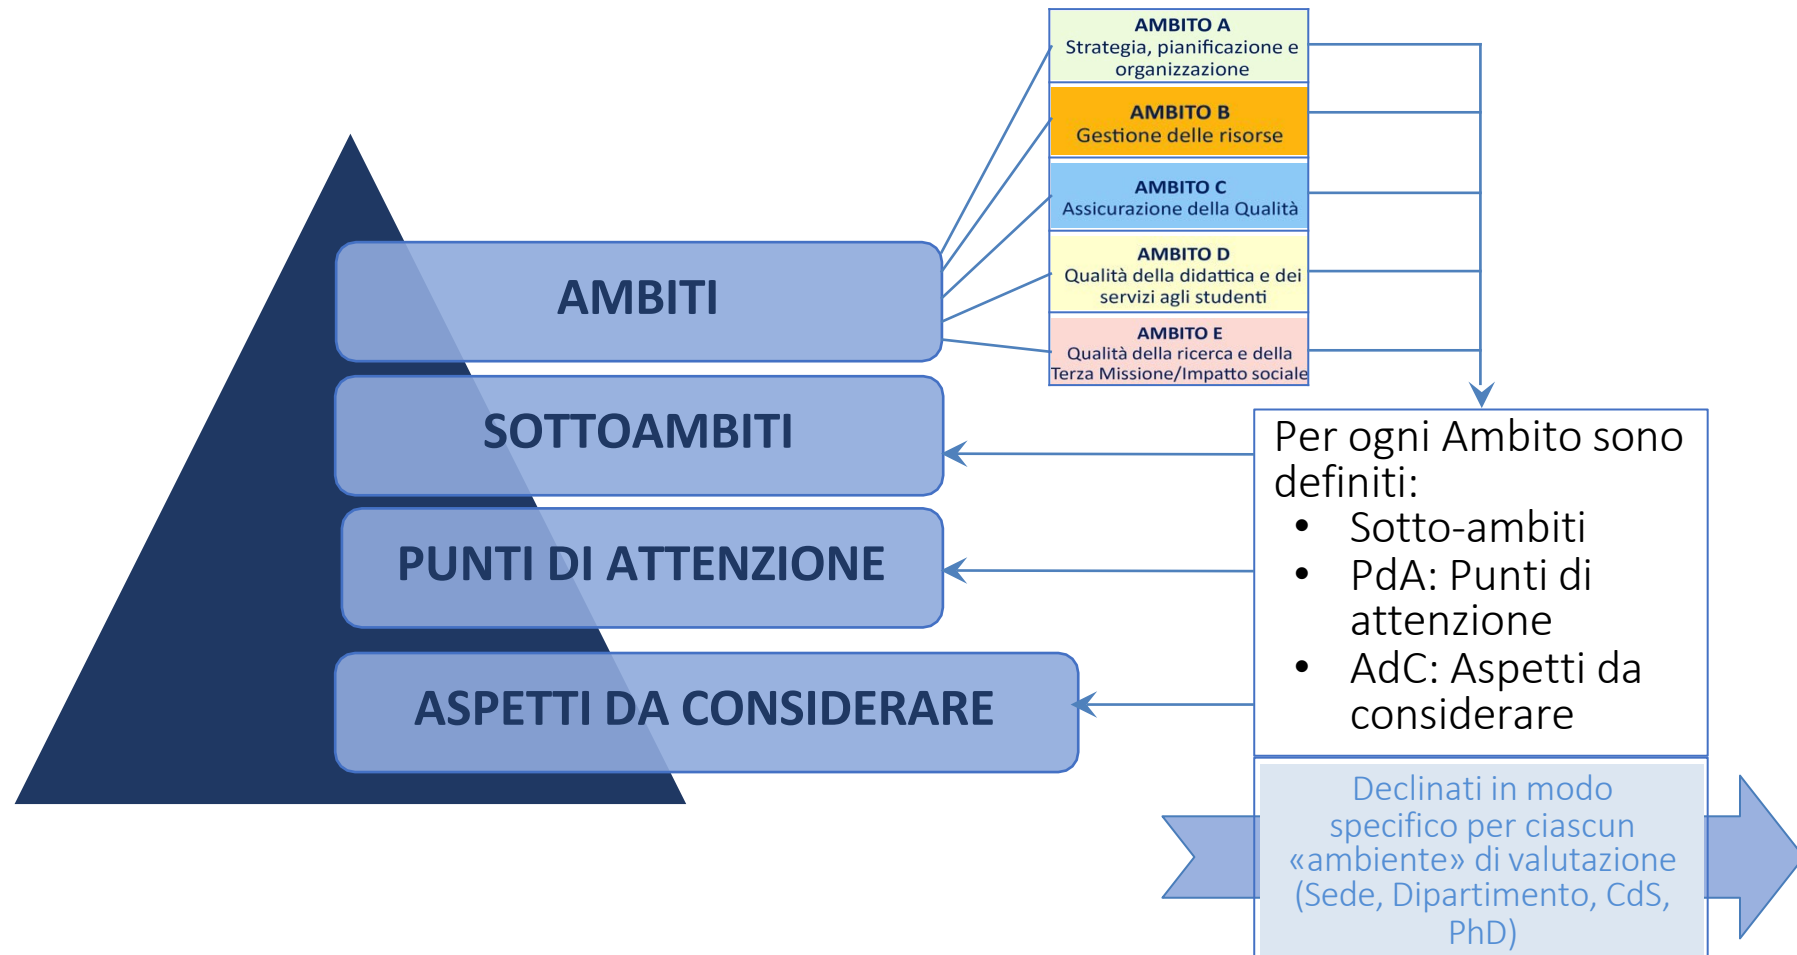 AMBITO A
Strategia, pianificazione e
organizzazione
AMBITO B
Gestione delle risorse
AMBITO C
Assicurazione della Qualità
AMBITO D
Qualità della didattica e dei
servizi agli studenti
AMBITO E
Qualità della ricerca e della
Terza Missione/Impatto sociale
AMBITI
SOTTOAMBITI
PUNTI DI ATTENZIONE
ASPETTI DA CONSIDERARE
Per ogni Ambito sono
definiti:
• Sotto-ambiti
• PdA: Punti di
attenzione
• AdC: Aspetti da
considerare
Declinati in modo
specifico per ciascun
«ambiente» di valutazione
(Sede, Dipartimento, CdS,
PhD)